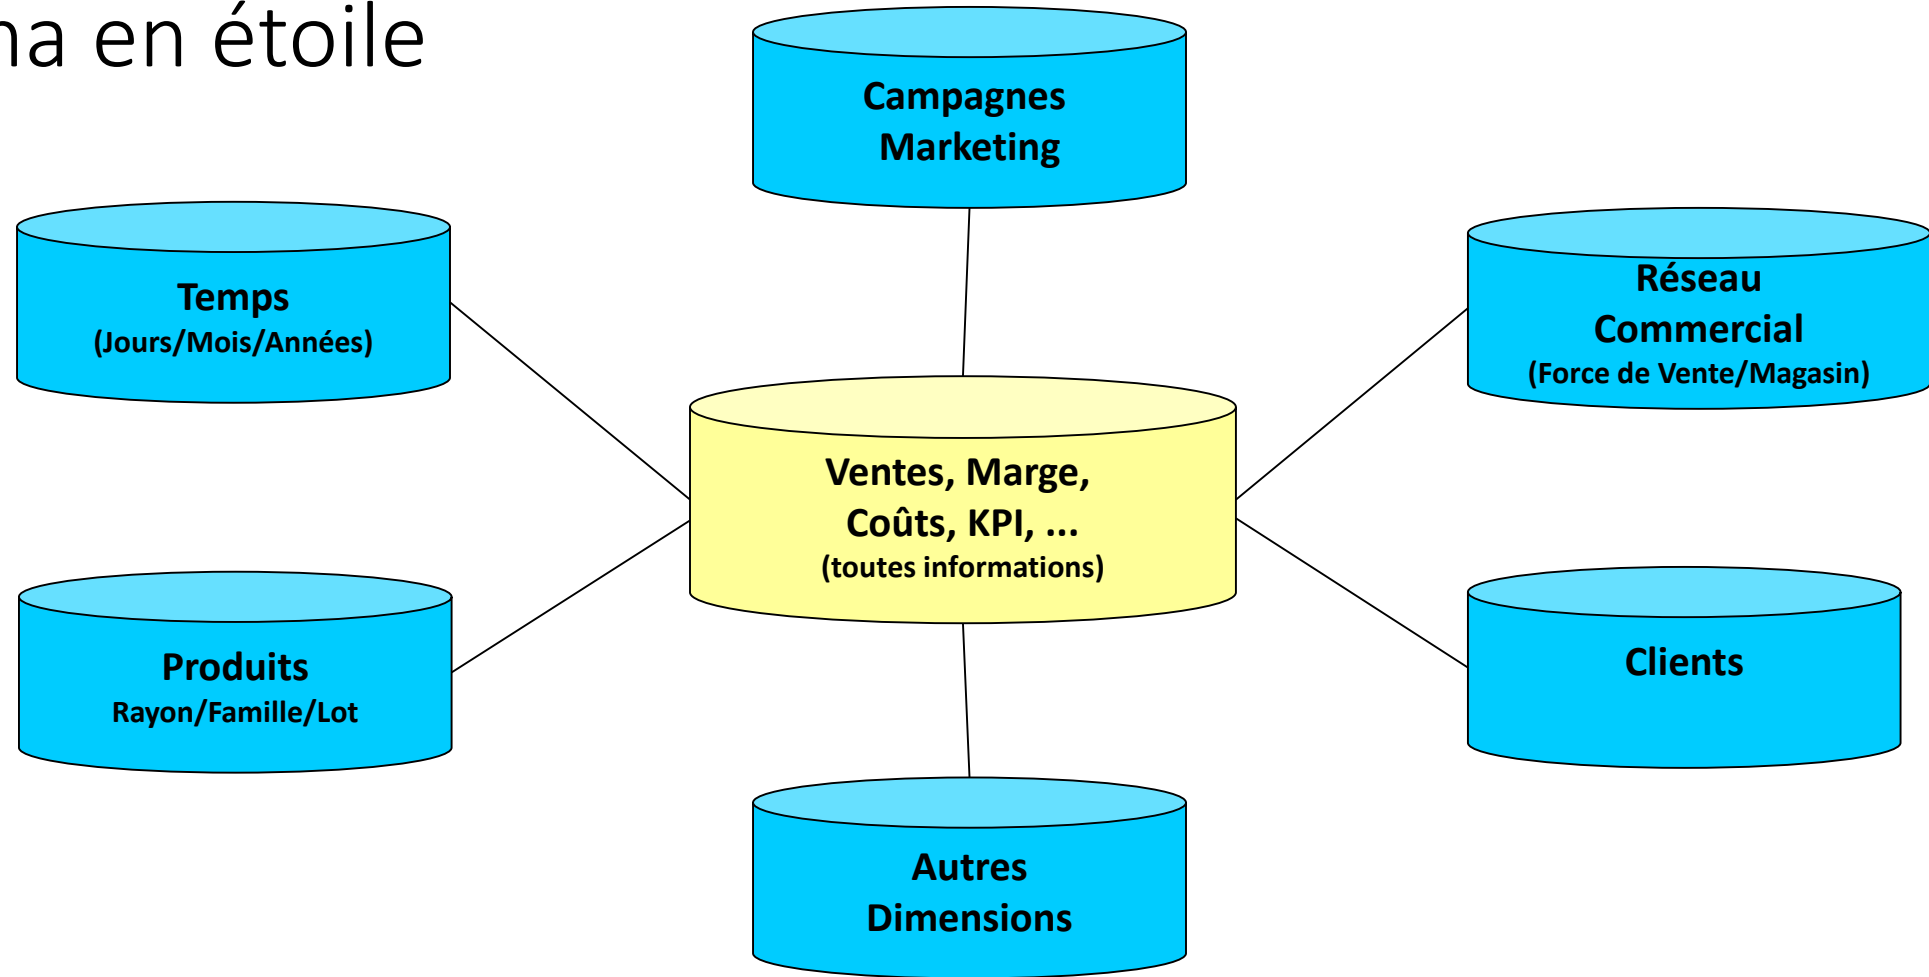 na en étoile
Campagnes
Marketing
Temps
(Jours/Mois/Années)
Réseau
Commercial
(Force de Vente/Magasin)
Ventes, Marge,
Coûts, KPI, ...
(toutes informations)
Produits
Rayon/Famille/Lot
Clients
Autres
Dimensions